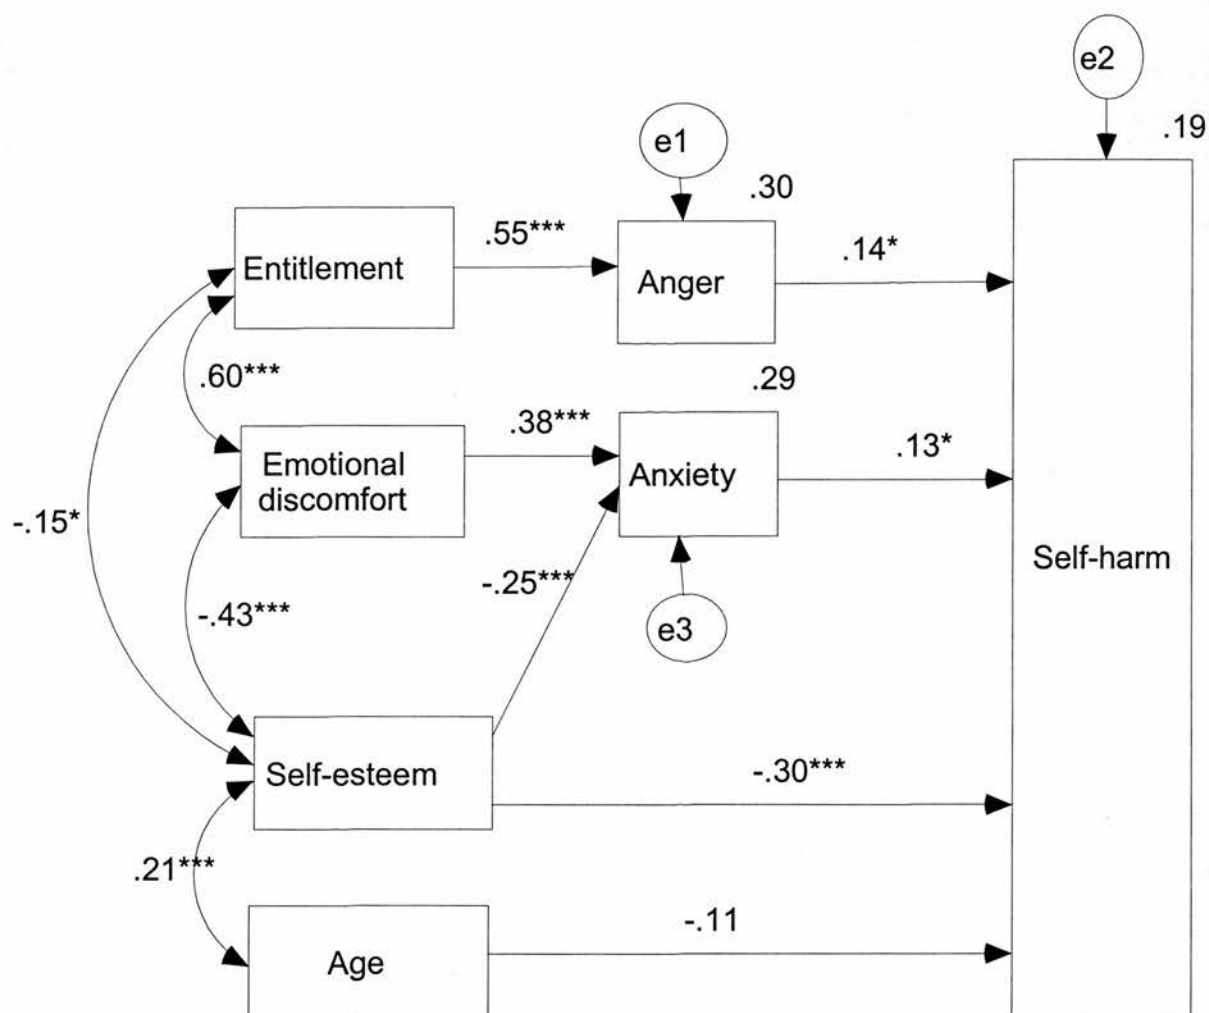 e2
.19
e1
.30
.55***
.14*
Entitlement
Anger
.60***
.29
.38***
.13*
Emotional
discomfort
Anxiety
-.15*
Self-harm
-.25***
-.43***
e3
Self-esteem
-.30***
.21***
-.11
Age